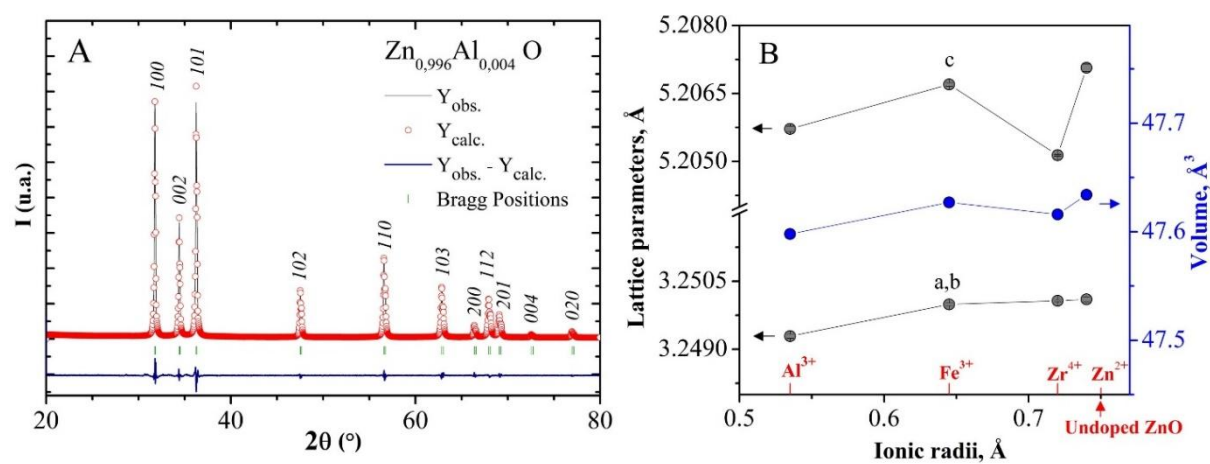 A
Zn0,996Al0,004 O
Yobs.
Ycalc.
Yobs. - Ycalc.
Bragg Positions
100
002
101
102
110
103
200
112
201
004
020
I (u.a.)
20
40
60
80
2θ (°)
B
5.2080
5.2065
5.2050
3.2505
3.2490
Lattice parameters, Å
c
a,b
47.7
47.6
47.5
Volume, Å3
Al3+
Fe3+
Zr4+
Zn2+
0.5
0.6
0.7
Undoped ZnO
Ionic radii, Å